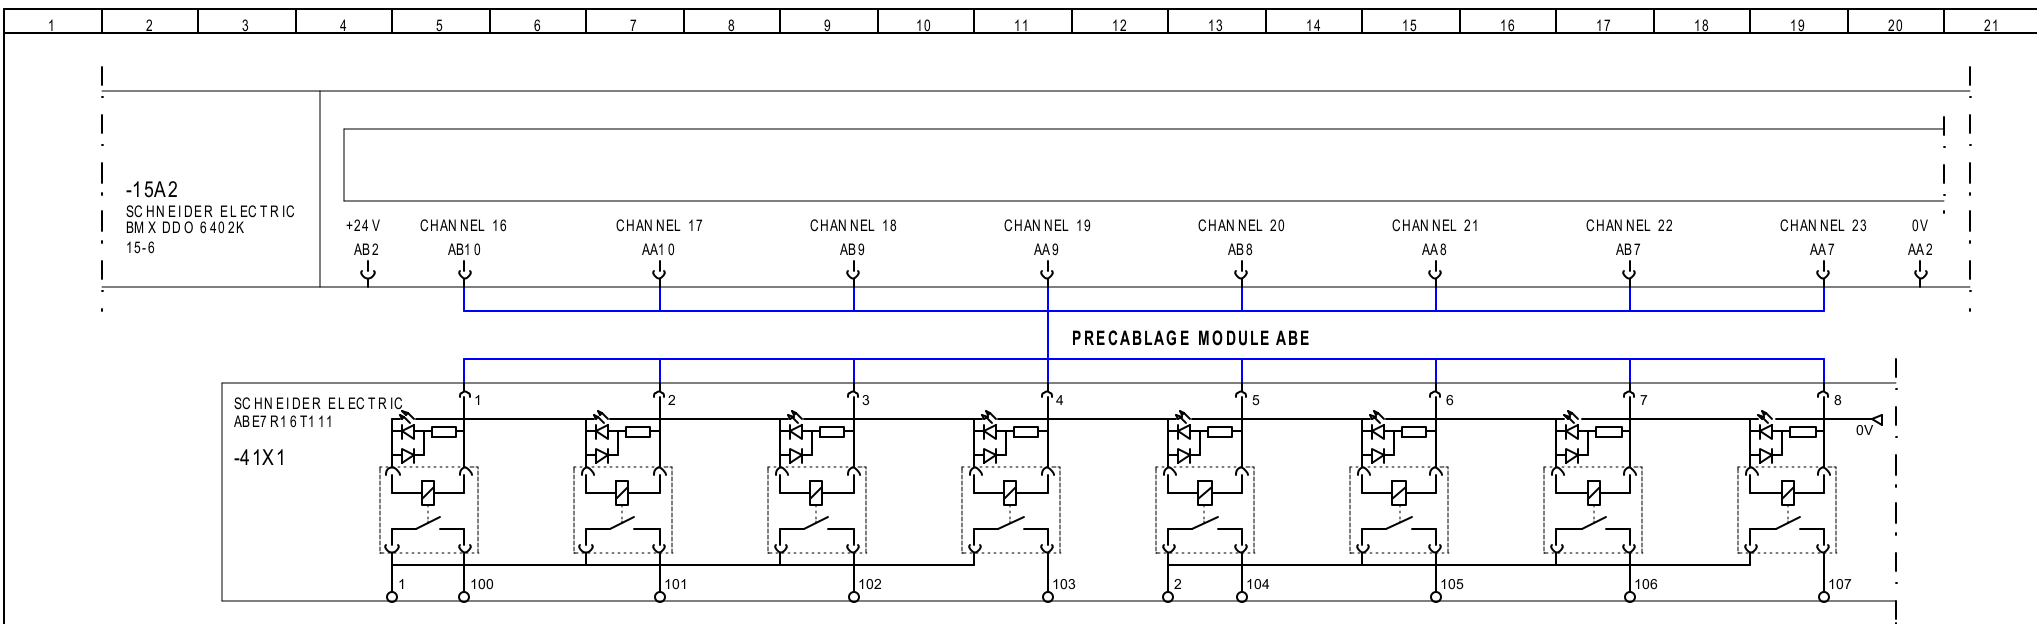 1 2 3 4 5 6 7 8 9 10 11 12 13 14 15 16 17 18 19 20 21
-15A2
SCHNEIDER ELECTRIC
BMX DDO 6402K
15-6
+24V CHANNEL 16 CHANNEL 17 CHANNEL 18 CHANNEL 19 CHANNEL 20 CHANNEL 21 CHANNEL 22 CHANNEL 23 0V
AB2 AB10 AA10 AB9 AA9 AB8 AA8 AB7 AA7 AA2
PRECABLAGE MODULE ABE
SCHNEIDER ELECTRIC
ABE7R16T111
-41X1
1 2 3 4 5 6 7 8
0V
1 100 101 102 103 2 104 105 106 107